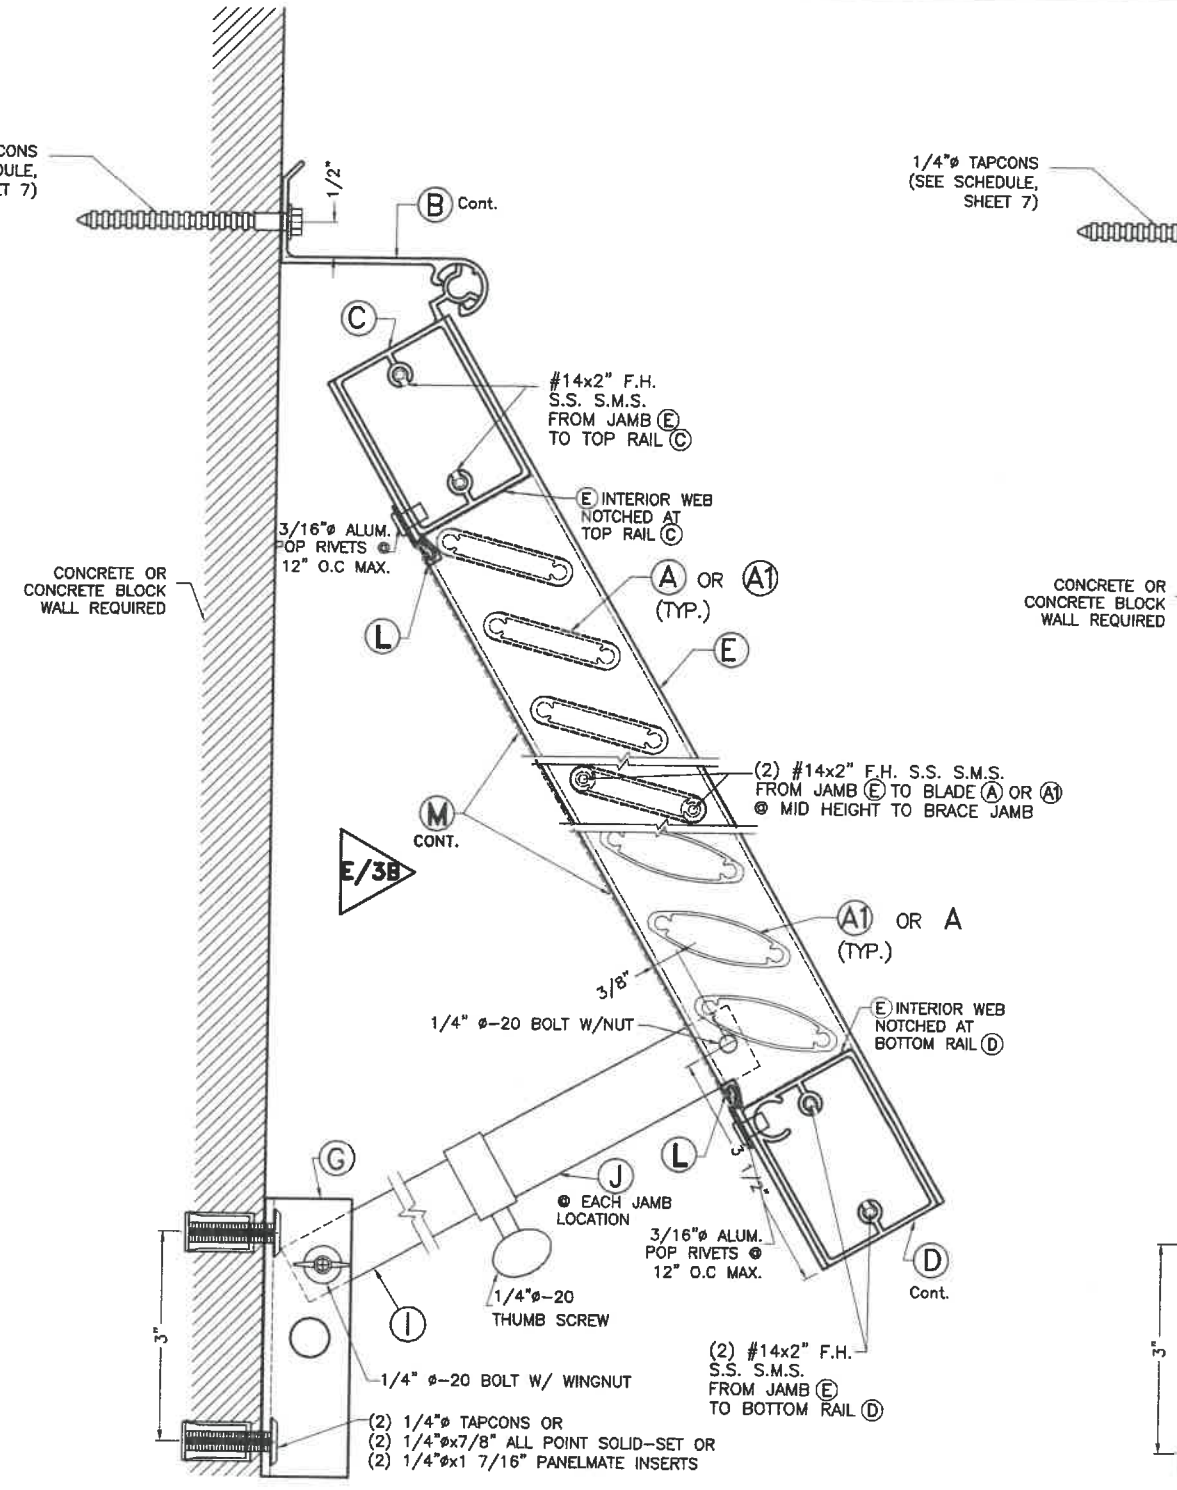 CONS
DULE,
ET 7)
1/2"
B Cont.
1/4"ø TAPCONS
(SEE SCHEDULE,
SHEET 7)
C
#14x2" F.H.
S.S. S.M.S.
FROM JAMB E
TO TOP RAIL C
E INTERIOR WEB
NOTCHED AT
TOP RAIL C
3/16"ø ALUM.
POP RIVETS @
12" O.C MAX.
CONCRETE OR
CONCRETE BLOCK
WALL REQUIRED
A OR A1
(TYP.)
CONCRETE OR
CONCRETE BLOCK
WALL REQUIRED
L
E
(2) #14x2" F.H. S.S. S.M.S.
FROM JAMB E TO BLADE A OR A1
@ MID HEIGHT TO BRACE JAMB
M
CONT.
E/3B
A1 OR A
(TYP.)
3/8"
1/4" ø-20 BOLT W/NUT
E INTERIOR WEB
NOTCHED AT
BOTTOM RAIL D
G
L
3 1/2"
J
@ EACH JAMB
LOCATION
3/16"ø ALUM.
POP RIVETS @
12" O.C MAX.
D
Cont.
1/4"ø-20
THUMB SCREW
I
3"
3"
(2) #14x2" F.H.
S.S. S.M.S.
FROM JAMB E
TO BOTTOM RAIL D
1/4" ø-20 BOLT W/ WINGNUT
(2) 1/4"ø TAPCONS OR
(2) 1/4"øx7/8" ALL POINT SOLID-SET OR
(2) 1/4"øx1 7/16" PANELMATE INSERTS